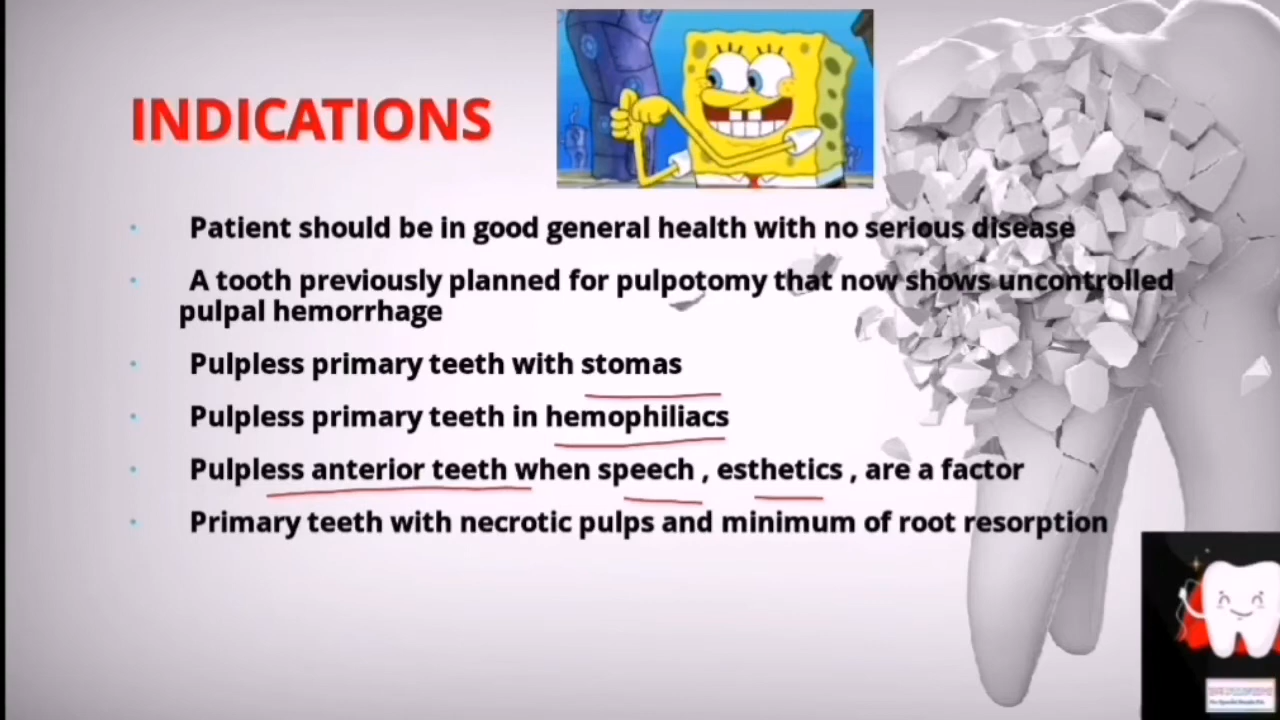 INDICATIONS
Patient should be in good general health with no serious disease
A tooth previously planned for pulpotomy that now shows uncontrolled
pulpal hemorrhage
Pulpless primary teeth with stomas
Pulpless primary teeth in hemophiliacs
Pulpless anterior teeth when speech , esthetics , are a factor
Primary teeth with necrotic pulps and minimum of root resorption